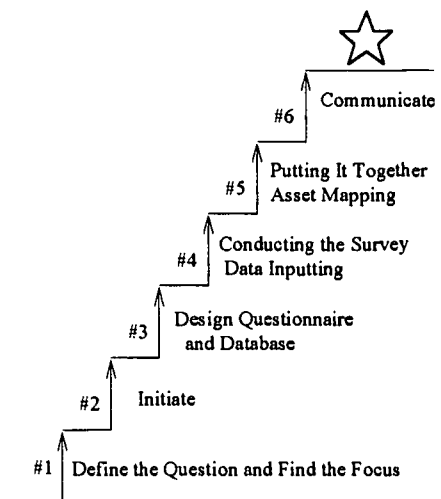 #6 Communicate
#5 Putting It Together
Asset Mapping
#4 Conducting the Survey
Data Inputting
#3 Design Questionnaire
and Database
#2 Initiate
#1 Define the Question and Find the Focus